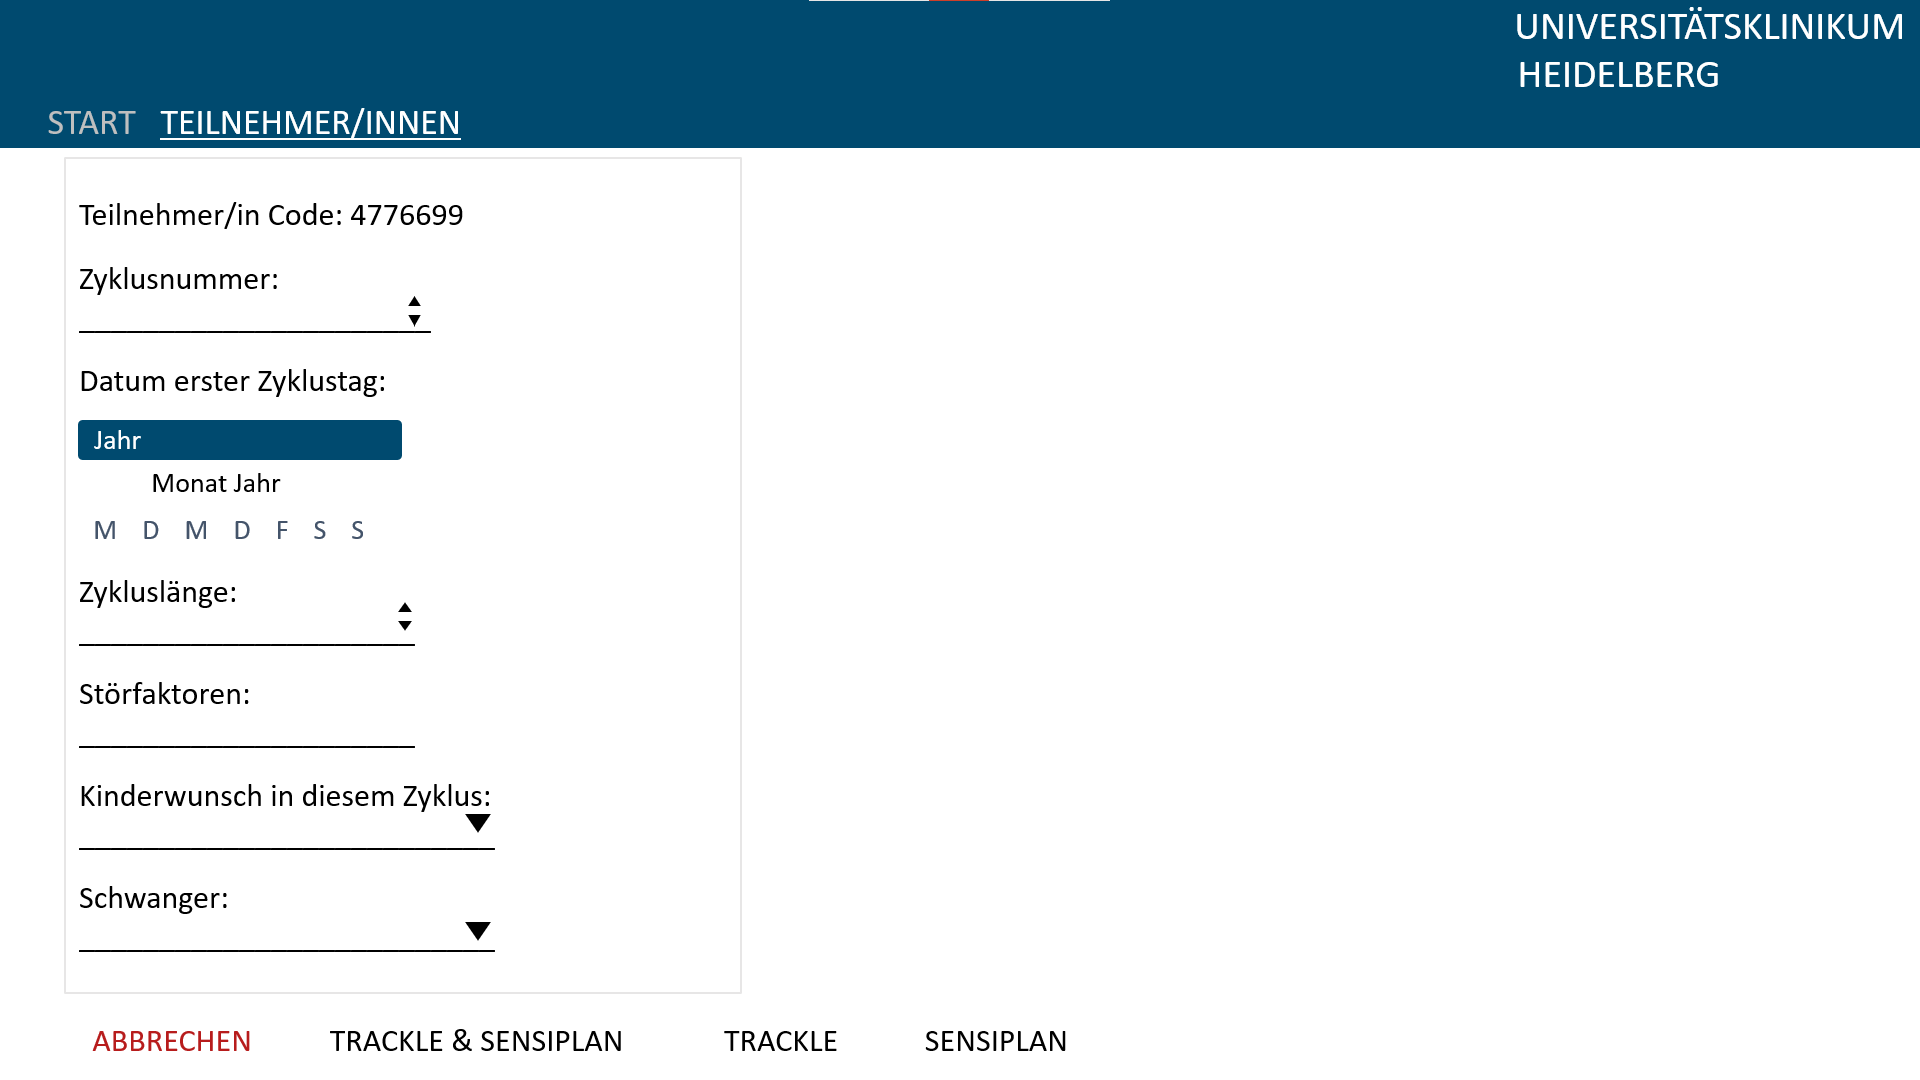 UNIVERSITÄTSKLINIKUM
HEIDELBERG
START TEILNEHMER/INNEN
Teilnehmer/in Code: 4776699
Zyklusnummer:
Datum erster Zyklustag:
Jahr
Monat Jahr
M D M D F S S
Zykluslänge:
Störfaktoren:
Kinderwunsch in diesem Zyklus:
Schwanger:
ABBRECHEN TRACKLE & SENSIPLAN TRACKLE SENSIPLAN